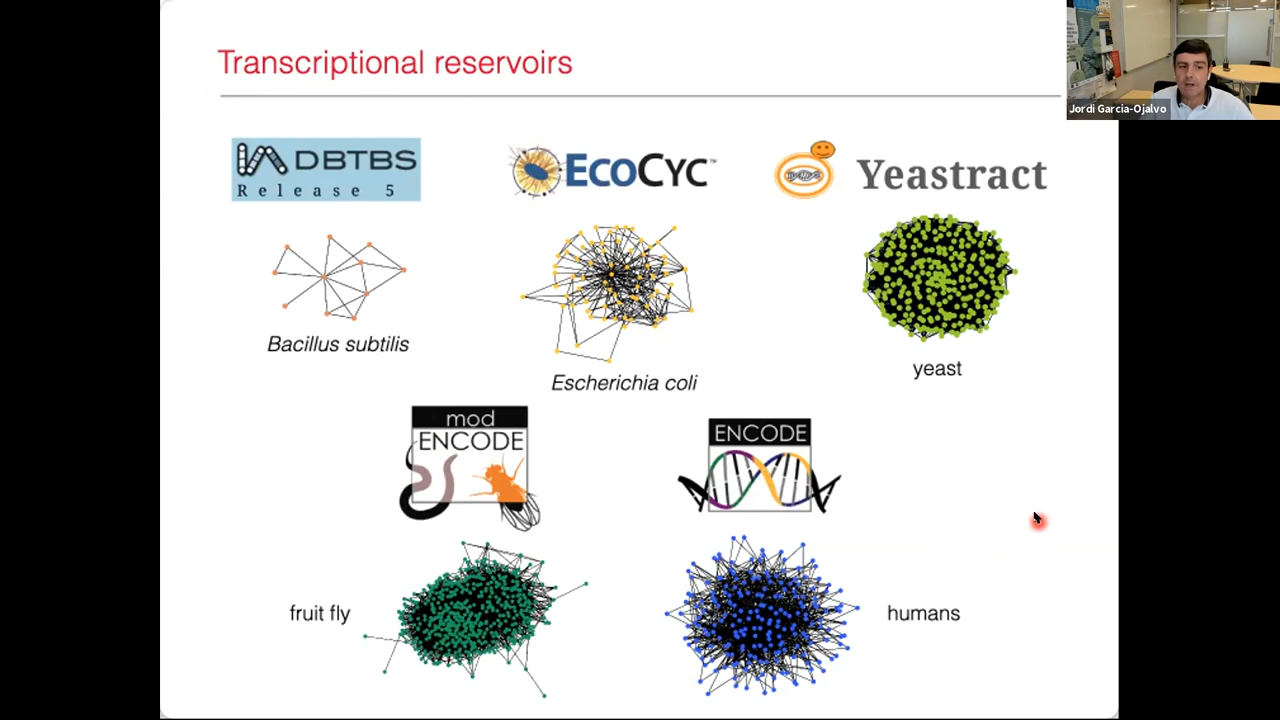 Transcriptional reservoirs
Jordi Garcia-Ojalvo
DBTBS
Release 5
EcoCyc™
Yeastract
Bacillus subtilis
Escherichia coli
yeast
mod
ENCODE
ENCODE
fruit fly
humans